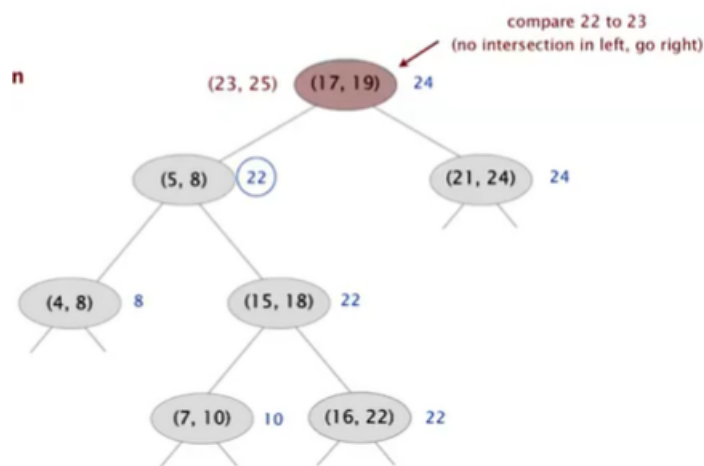 compare 22 to 23
(no intersection in left, go right)
n
(23, 25) (17, 19) 24
(5, 8) 22 (21, 24) 24
(4, 8) 8 (15, 18) 22
(7, 10) 10 (16, 22) 22